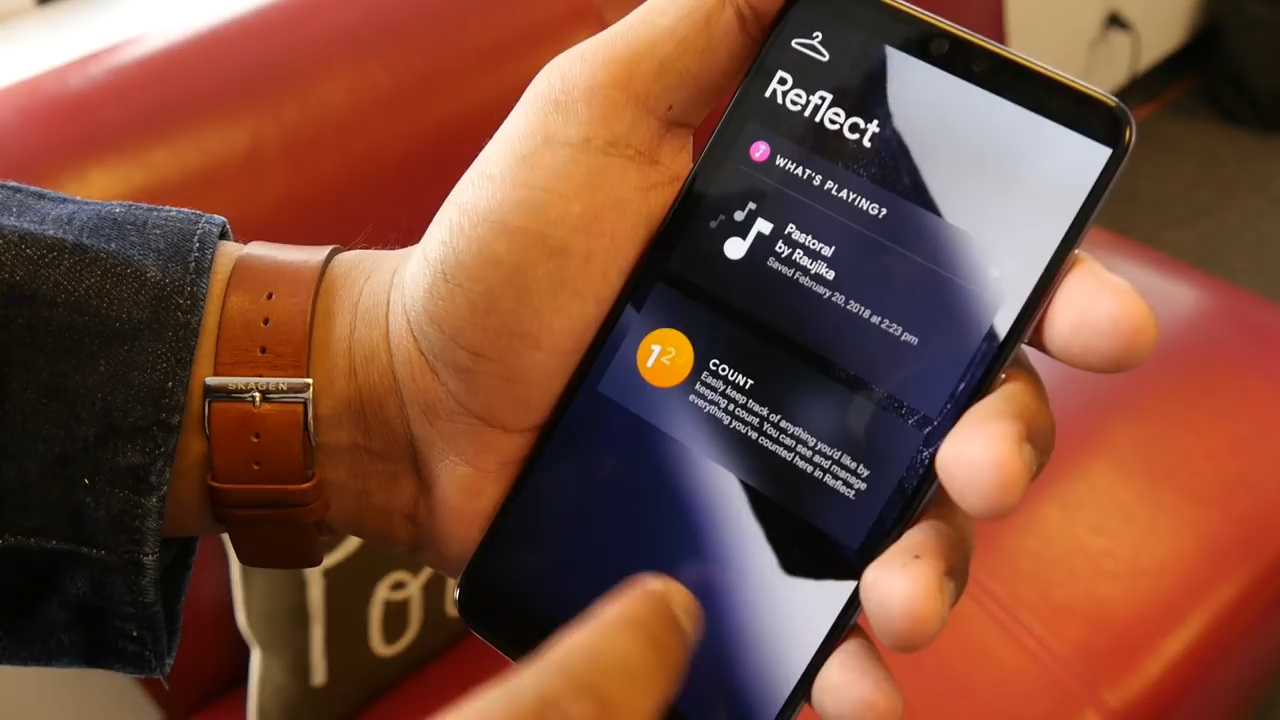 Reflect
WHAT'S PLAYING?
Pastoral
by Raujika
Saved February 20, 2018 at 2:23 pm
12
COUNT
Easily keep track of anything you'd like by
keeping a count. You can see and manage
everything you've counted here in Reflect.
SKAGEN